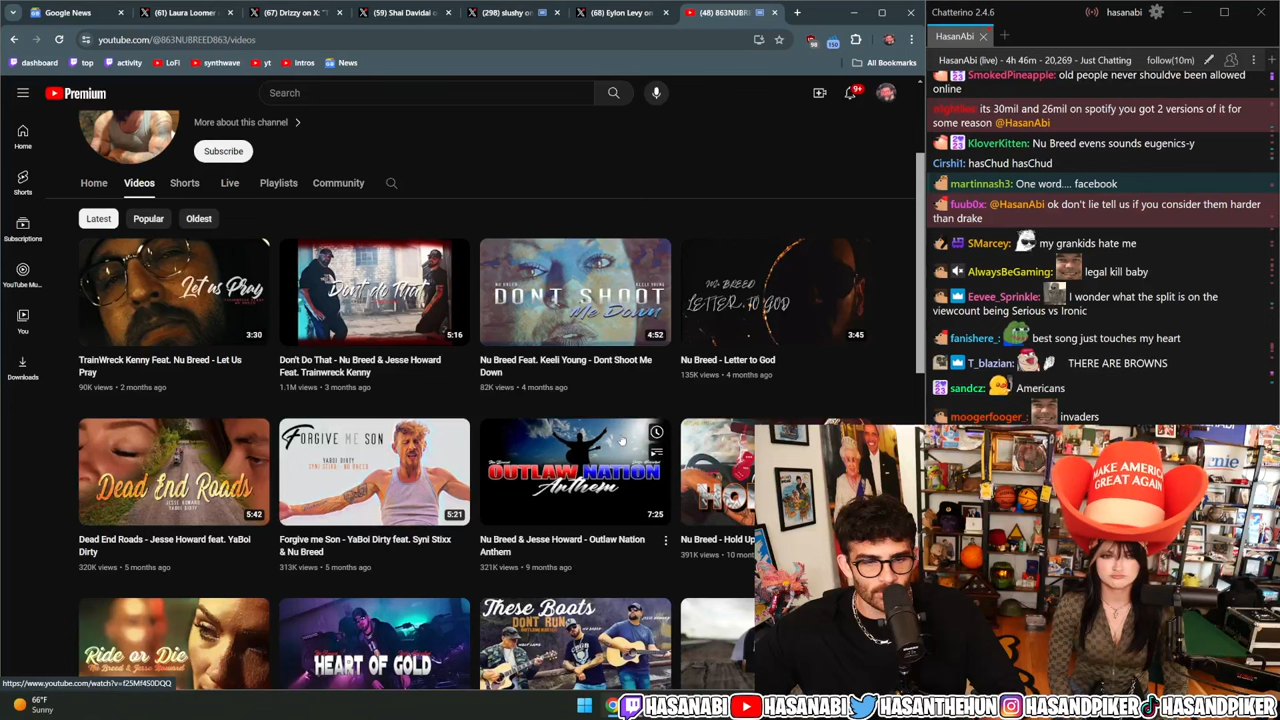 Google News
(61) Laura Loomer
(67) Drizzy on X: "
(59) Shai Davidai
(298) slushy on
(68) Eylon Levy on
(48) 863NUBREE
youtube.com/@863NUBREED863/videos
98
150
dashboard
top
activity
LoFi
synthwave
yt
intros
News
All Bookmarks
Premium
Search
9+
More about this channel
Subscribe
Home
Shorts
Subscriptions
YouTube Mu...
You
Downloads
Home
Videos
Shorts
Live
Playlists
Community
Latest
Popular
Oldest
Let us Pray
3:30
Don't do That
5:16
DONT SHOOT
Me Down
4:52
NU BREED
LETTER TO GOD
3:45
TrainWreck Kenny Feat. Nu Breed - Let Us
Pray
90K views • 2 months ago
Don't Do That - Nu Breed & Jesse Howard
Feat. Trainwreck Kenny
1.1M views • 3 months ago
Nu Breed Feat. Keeli Young - Dont Shoot Me
Down
82K views • 4 months ago
Nu Breed - Letter to God
135K views • 4 months ago
Dead End Roads
5:42
FORGIVE ME SON
YABOI DIRTY
SYNI STIXX - NU BREED
5:21
OUTLAW NATION
Anthem
7:25
Dead End Roads - Jesse Howard feat. YaBoi
Dirty
320K views • 5 months ago
Forgive me Son - YaBoi Dirty feat. Syni Stixx
& Nu Breed
313K views • 5 months ago
Nu Breed & Jesse Howard - Outlaw Nation
Anthem
321K views • 9 months ago
Nu Breed - Hold Up
391K views • 10 mont
RIDE or DIE
HEART OF GOLD
THESE BOOTS
DONT RUN
https://www.youtube.com/watch?v=f25Mf4S0DQQ
66°F
Sunny
Chatterino 2.4.6
hasanabi
HasanAbi
HasanAbi (live) - 4h 46m - 20,269 - Just Chatting
follow(10m)
SmokedPineapple: old people never shouldve been allowed
online
its 30mil and 26mil on spotify you got 2 versions of it for
some reason @HasanAbi
KloverKitten: Nu Breed evens sounds eugenics-y
Cirshi1: hasChud hasChud
martinnash3: One word.... facebook
fuub0x: @HasanAbi ok don't lie tell us if you consider them harder
than drake
SMarcey: my grankids hate me
AlwaysBeGaming: legal kill baby
Eevee_Sprinkle: I wonder what the split is on the
viewcount being Serious vs Ironic
fanishere_: best song just touches my heart
T_blazian: THERE ARE BROWNS
sandcz: Americans
moogerfooger_: invaders
MAKE AMERICA
GREAT AGAIN
HASANABI
HASANABI
HASANTHEHUN
HASANDPIKER
HASANDPIKER